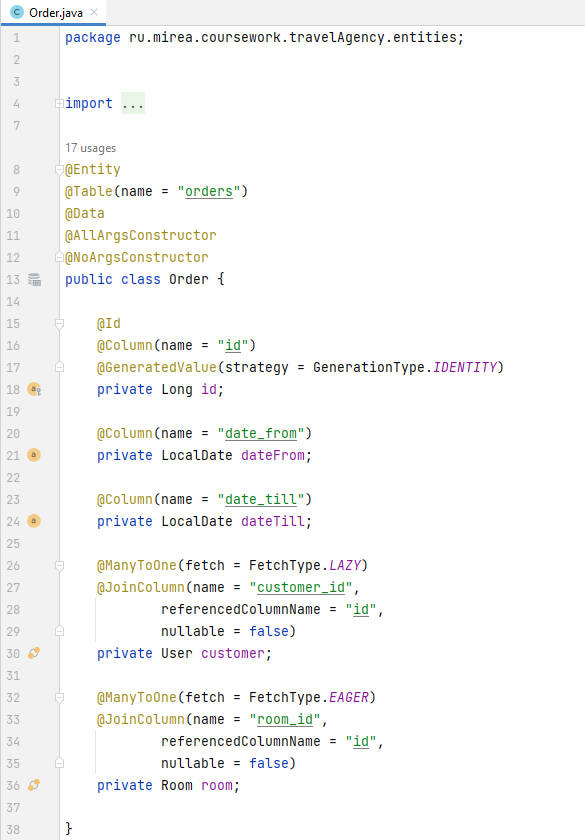 Order.java
1 package ru.mirea.coursework.travelAgency.entities;
2
3
4 import ...
7
17 usages
8 @Entity
9 @Table(name = "orders")
10 @Data
11 @AllArgsConstructor
12 @NoArgsConstructor
13 public class Order {
14
15 @Id
16 @Column(name = "id")
17 @GeneratedValue(strategy = GenerationType.IDENTITY)
18 private Long id;
19
20 @Column(name = "date_from")
21 private LocalDate dateFrom;
22
23 @Column(name = "date_till")
24 private LocalDate dateTill;
25
26 @ManyToOne(fetch = FetchType.LAZY)
27 @JoinColumn(name = "customer_id",
28 referencedColumnName = "id",
29 nullable = false)
30 private User customer;
31
32 @ManyToOne(fetch = FetchType.EAGER)
33 @JoinColumn(name = "room_id",
34 referencedColumnName = "id",
35 nullable = false)
36 private Room room;
37
38 }